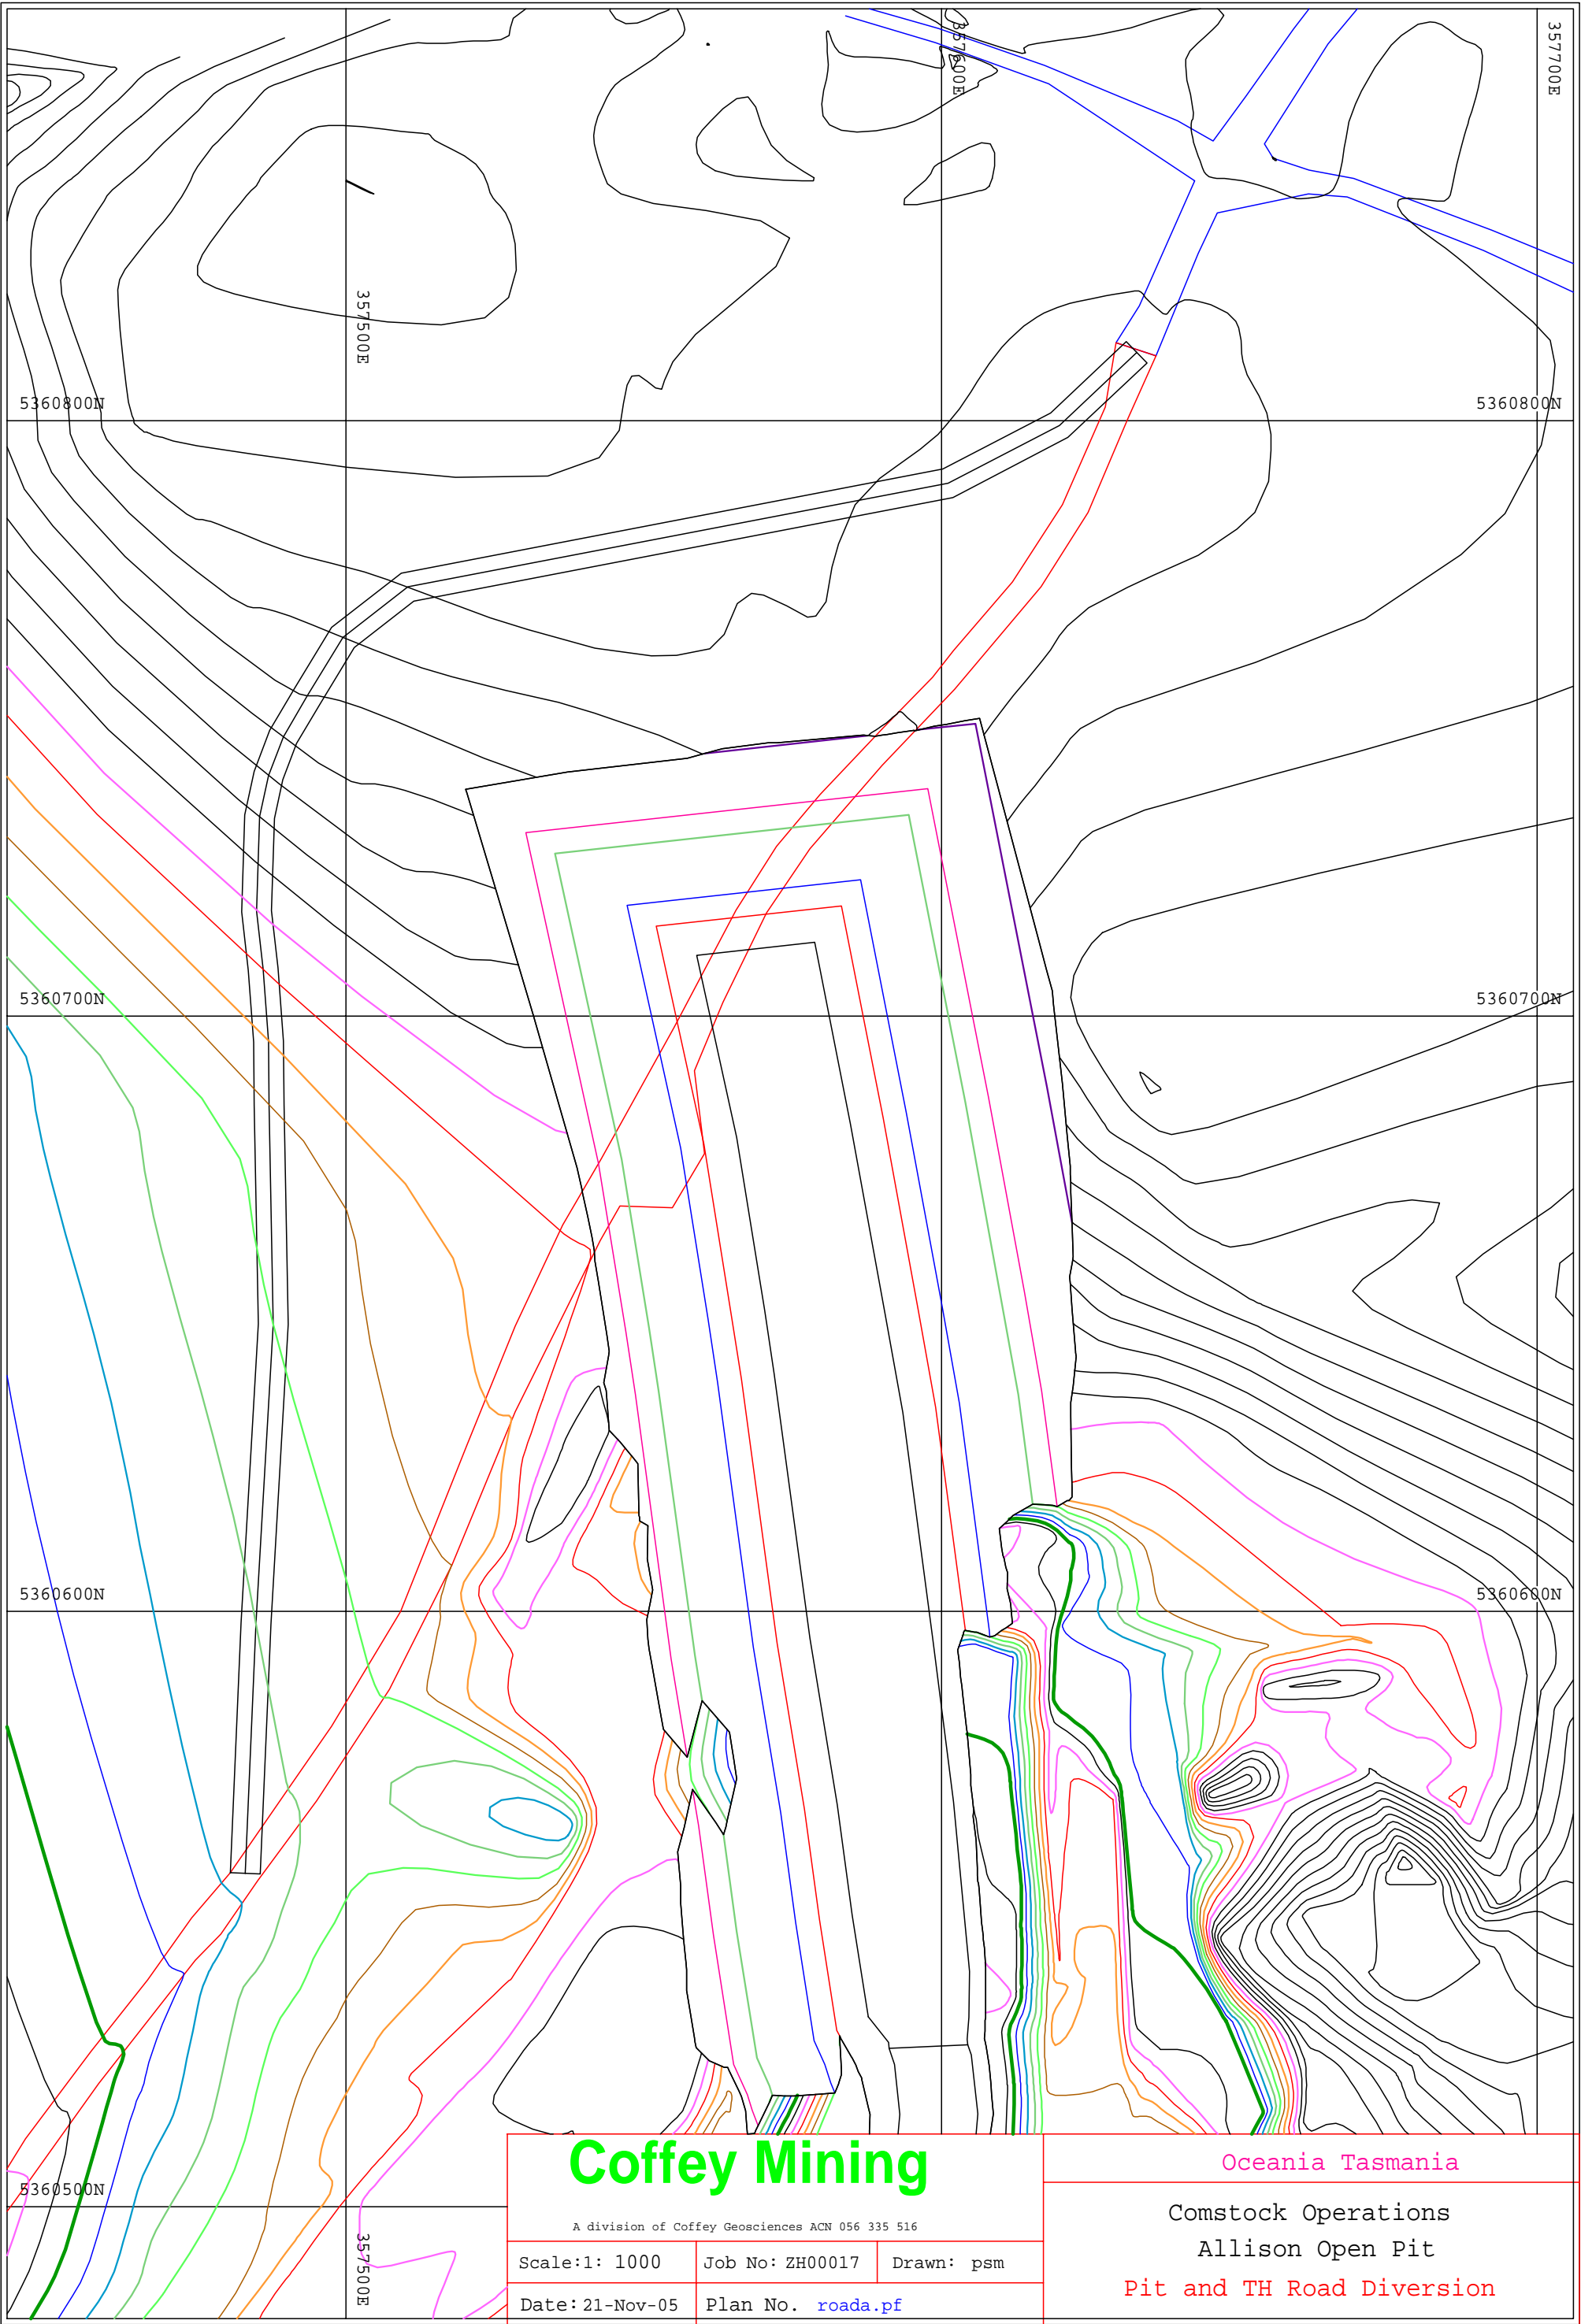 357600E
357700E
357500E
5360800N
5360800N
5360700N
5360700N
5360600N
5360600N
5360500N
357500E
Coffey Mining
A division of Coffey Geosciences ACN 056 335 516
Scale:1: 1000
Job No: ZH00017
Drawn: psm
Date: 21-Nov-05
Plan No. roada.pf
Oceania Tasmania
Comstock Operations
Allison Open Pit
Pit and TH Road Diversion